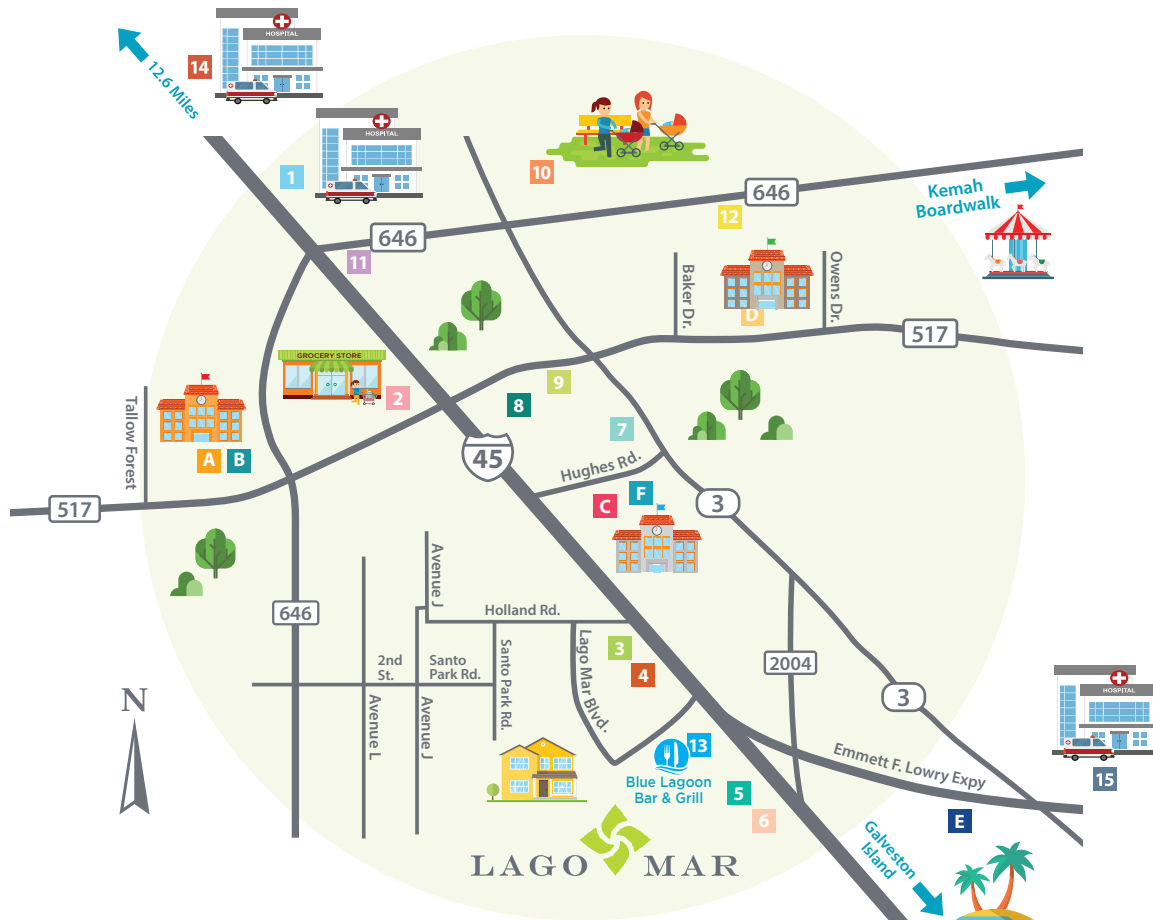 HOSPITAL
14
12.6 Miles
HOSPITAL
1
10
646
12
Kemah
Boardwalk
646
11
Baker Dr.
Owens Dr.
D
517
GROCERY STORE
2
9
8
7
Tallow Forest
A
B
45
Hughes Rd.
C
F
3
517
Avenue J
Holland Rd.
646
2nd
St.
Santo
Park Rd.
Santo Park Rd.
Lago Mar Blvd.
3
4
2004
HOSPITAL
15
3
N
Avenue L
Avenue J
13
Blue Lagoon
Bar & Grill
5
6
Emmett F. Lowry Expy
E
Galveston
Island
LAGO MAR